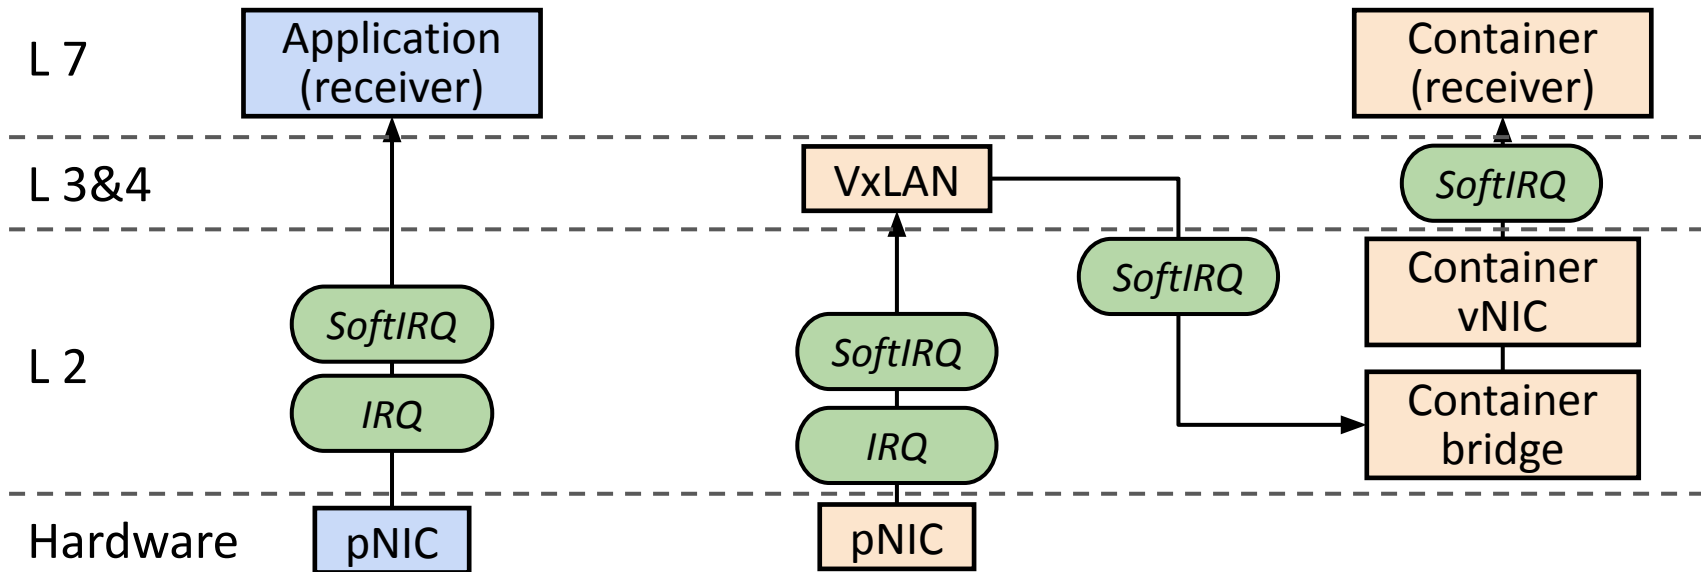 L 7
Application
(receiver)
Container
(receiver)
L 3&4
VxLAN
SoftIRQ
L 2
SoftIRQ
IRQ
SoftIRQ
IRQ
SoftIRQ
Container
vNIC
Container
bridge
Hardware
pNIC
pNIC